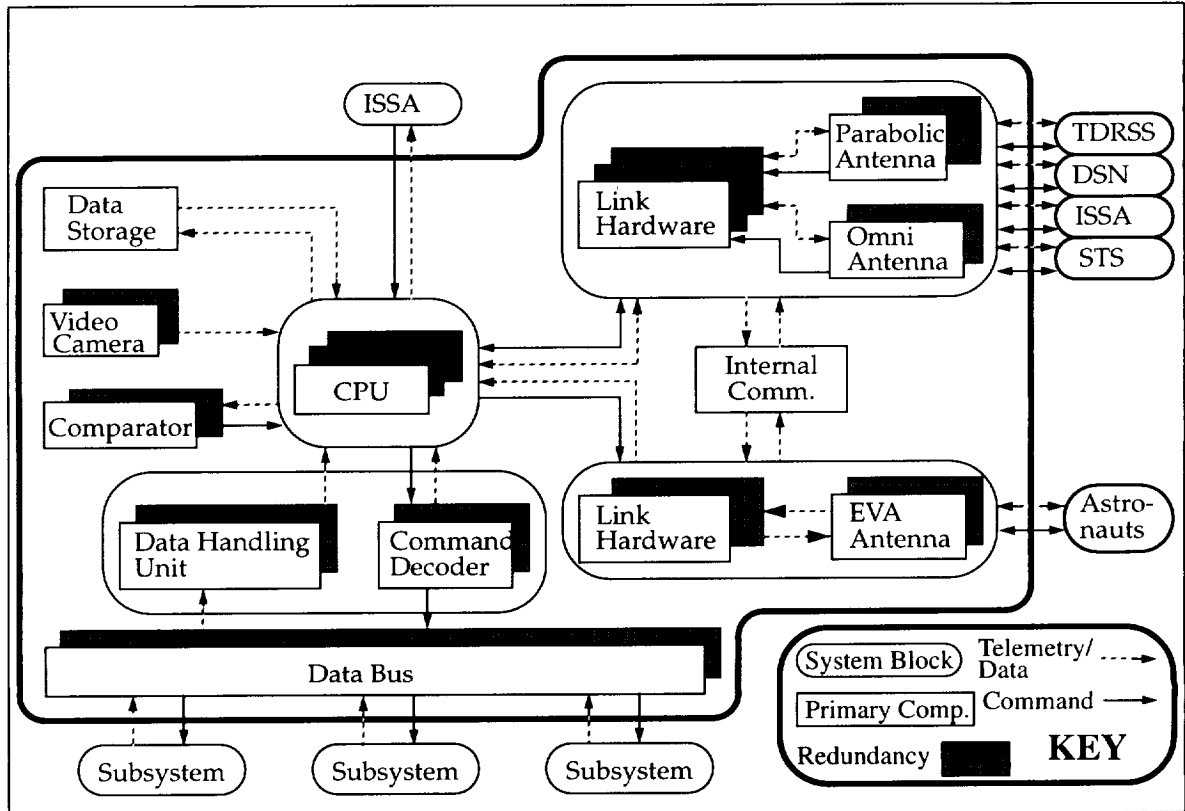 ISSA
Data
Storage
Video
Camera
Comparator
CPU
Data Handling
Unit
Command
Decoder
Data Bus
Subsystem
Subsystem
Subsystem
Link
Hardware
Parabolic
Antenna
Omni
Antenna
TDRSS
DSN
ISSA
STS
Internal
Comm.
Link
Hardware
EVA
Antenna
Astro-
nauts
System Block
Telemetry/
Data
Primary Comp.
Command
Redundancy
KEY